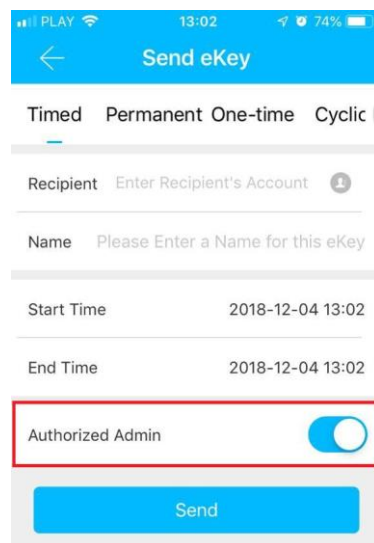 PLAY 13:02 74%
Send eKey
Timed Permanent One-time Cyclic
Recipient Enter Recipient's Account
Name Please Enter a Name for this eKey
Start Time 2018-12-04 13:02
End Time 2018-12-04 13:02
Authorized Admin
Send